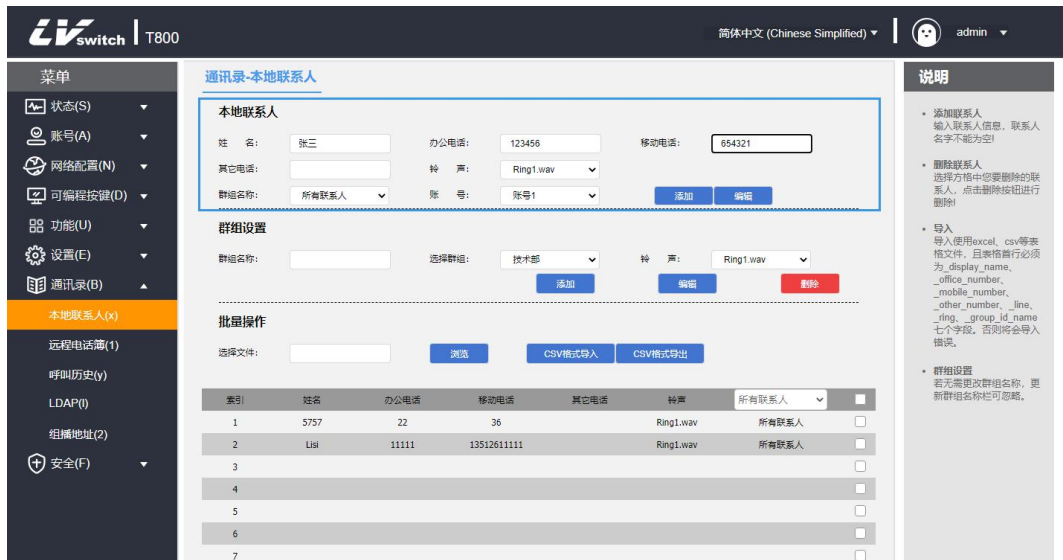 LVswitch T800
简体中文 (Chinese Simplified) ▾
admin ▾
菜单
状态(S)
账号(A)
网络配置(N)
可编程按键(D)
功能(U)
设置(E)
通讯录(B)
本地联系人(x)
远程电话簿(1)
呼叫历史(y)
LDAP(l)
组播地址(2)
安全(F)
通讯录-本地联系人
本地联系人
姓 名: 张三 办公电话: 123456 移动电话: 654321
其它电话: 铃 声: Ring1.wav
群组名称: 所有联系人 账 号: 账号1 添加 编辑
群组设置
群组名称: 选择群组: 技术部 铃 声: Ring1.wav
添加 编辑 删除
批量操作
选择文件: 浏览 CSV格式导入 CSV格式导出
索引 姓名 办公电话 移动电话 其它电话 铃声 所有联系人
1 5757 22 36 Ring1.wav 所有联系人
2 Lisi 11111 13512611111 Ring1.wav 所有联系人
3
4
5
6
7
说明
• 添加联系人
输入联系人信息，联系人
名字不能为空!
• 删除联系人
选择方格中您要删除的联
系人，点击删除按钮进行
删除!
• 导入
导入使用excel、csv等表
格文件，且表格首行必须
为_display_name、
_office_number、
_mobile_number、
_other_number、_line、
_ring、_group_id_name
七个字段。否则将会导入
错误。
• 群组设置
若无需更改群组名称，更
新群组名称栏可忽略。